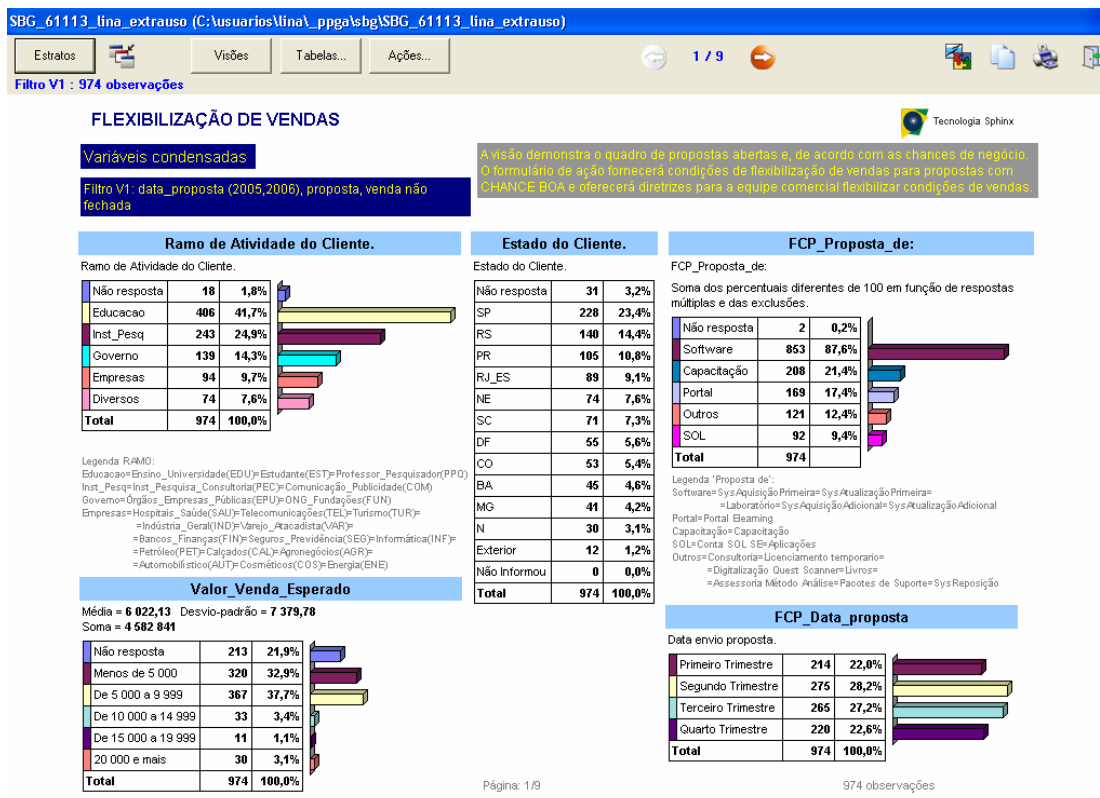 SBG_61113_lina_extrauso (C:\usuarios\lina\_ppga\sbg\SBG_61113_lina_extrauso)
Estratos Visões Tabelas... Ações... 1 / 9
Filtro V1 : 974 observações
FLEXIBILIZAÇÃO DE VENDAS
Tecnologia Sphinx
Variáveis condensadas
Filtro V1: data_proposta (2005,2006), proposta, venda não
fechada
A visão demonstra o quadro de propostas abertas e, de acordo com as chances de negócio.
O formulário de ação fornecerá condições de flexibilização de vendas para propostas com
CHANCE BOA e oferecerá diretrizes para a equipe comercial flexibilizar condições de vendas.
Ramo de Atividade do Cliente.
Ramo de Atividade do Cliente.
Não resposta 18 1,8%
Educacao 406 41,7%
Inst_Pesq 243 24,9%
Governo 139 14,3%
Empresas 94 9,7%
Diversos 74 7,6%
Total 974 100,0%
Legenda RAMO:
Educacao=Ensino_Universidade(EDU)=Estudante(EST)=Professor_Pesquisador(PPQ)
Inst_Pesq=Inst_Pesquisa_Consultoria(PEC)=Comunicação_Publicidade(COM)
Governo=Órgãos_Empresas_Públicas(EPU)=ONG_Fundações(FUN)
Empresas=Hospitais_Saúde(SAU)=Telecomunicações(TEL)=Turismo(TUR)=
=Indústria_Geral(IND)=Varejo_Atacadista(VAR)=
=Bancos_Finanças(FIN)=Seguros_Previdência(SEG)=Informática(INF)=
=Petróleo(PET)=Calçados(CAL)=Agronegócios(AGR)=
=Automobilístico(AUT)=Cosméticos(COS)=Energia(ENE)
Valor_Venda_Esperado
Média = 6 022,13 Desvio-padrão = 7 379,78
Soma = 4 582 841
Não resposta 213 21,9%
Menos de 5 000 320 32,9%
De 5 000 a 9 999 367 37,7%
De 10 000 a 14 999 33 3,4%
De 15 000 a 19 999 11 1,1%
20 000 e mais 30 3,1%
Total 974 100,0%
Estado do Cliente.
Estado do Cliente.
Não resposta 31 3,2%
SP 228 23,4%
RS 140 14,4%
PR 105 10,8%
RJ_ES 89 9,1%
NE 74 7,6%
SC 71 7,3%
DF 55 5,6%
CO 53 5,4%
BA 45 4,6%
MG 41 4,2%
N 30 3,1%
Exterior 12 1,2%
Não Informou 0 0,0%
Total 974 100,0%
FCP_Proposta_de:
FCP_Proposta_de:
Soma dos percentuais diferentes de 100 em função de respostas
múltiplas e das exclusões.
Não resposta 2 0,2%
Software 853 87,6%
Capacitação 208 21,4%
Portal 169 17,4%
Outros 121 12,4%
SOL 92 9,4%
Total 974
Legenda 'Proposta de':
Software=SysAquisiçãoPrimeira=SysAtualizaçãoPrimeira=
=Laboratório=SysAquisiçãoAdicional=SysAtualizaçãoAdicional
Portal=Portal Elearning
Capacitação=Capacitação
SOL=Conta SOL SE=Aplicações
Outros=Consultoria=Licenciamento temporario=
=Digitalização Quest Scanner=Livros=
=Assessoria Método Análise=Pacotes de Suporte=SysReposição
FCP_Data_proposta
Data envio proposta.
Primeiro Trimestre 214 22,0%
Segundo Trimestre 275 28,2%
Terceiro Trimestre 265 27,2%
Quarto Trimestre 220 22,6%
Total 974 100,0%
Página: 1/9
974 observações